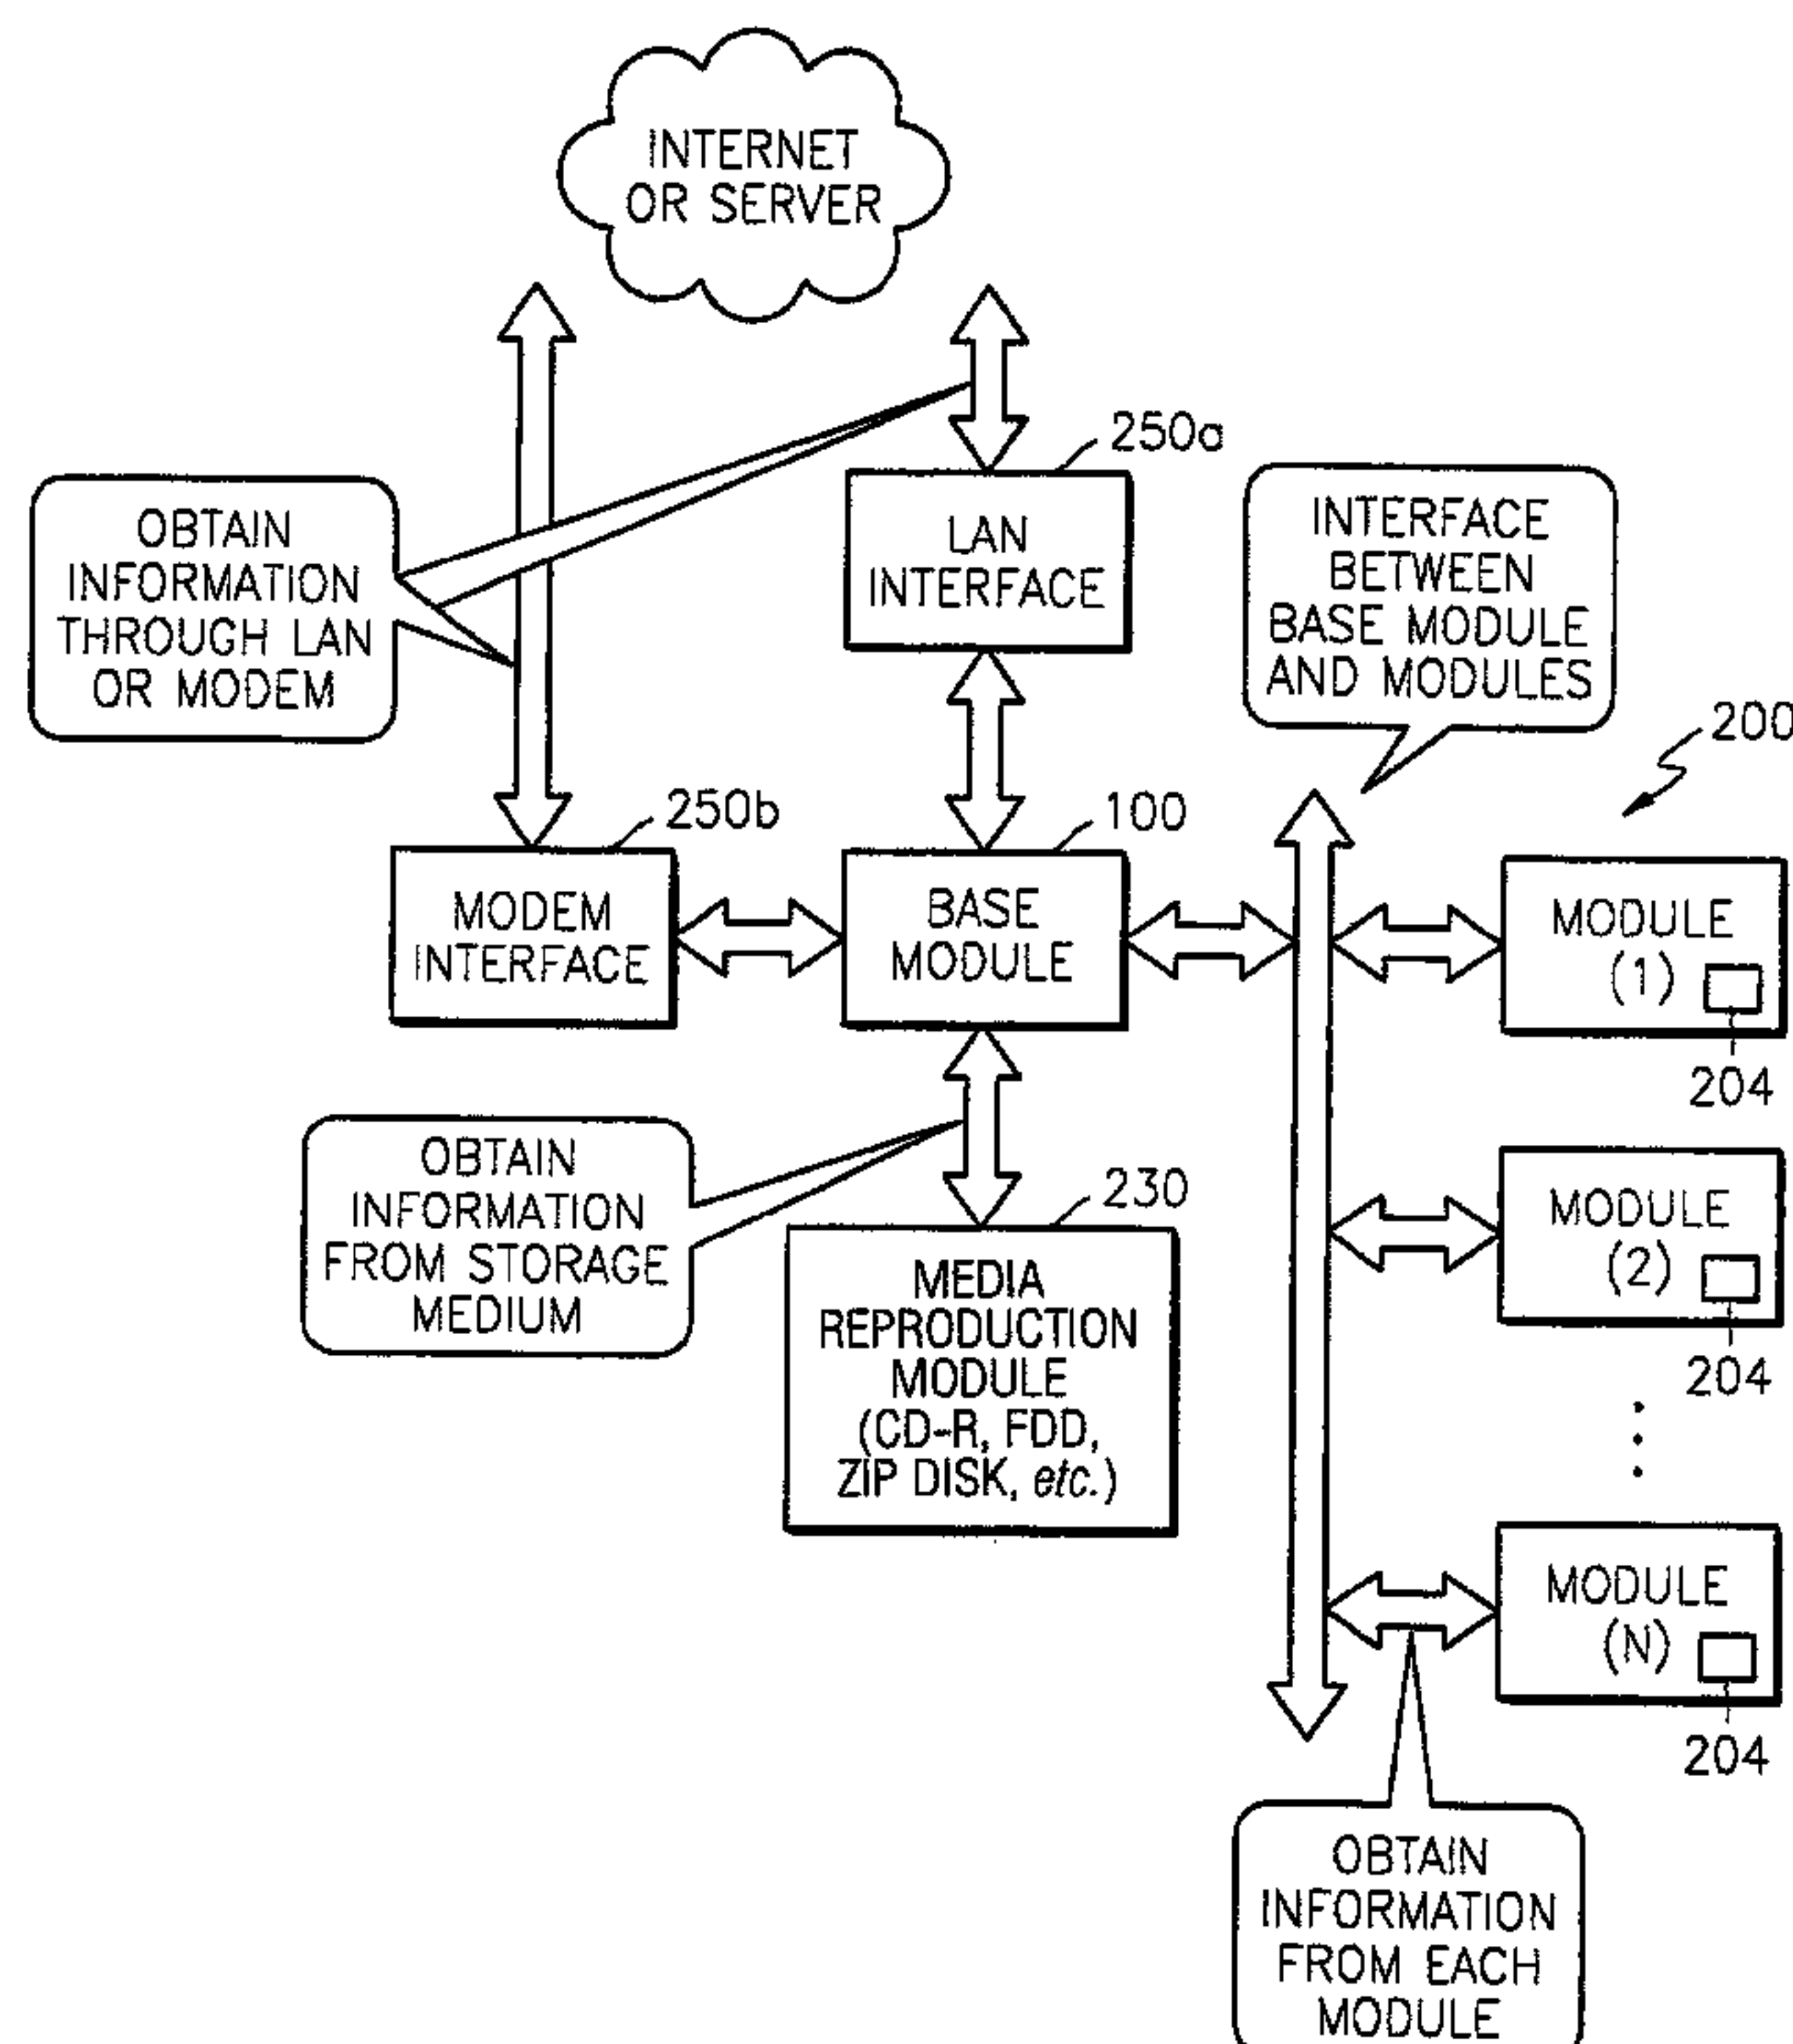 INTERNET
OR SERVER
250a
OBTAIN
INFORMATION
THROUGH LAN
OR MODEM
LAN
INTERFACE
INTERFACE
BETWEEN
BASE MODULE
AND MODULES
200
250b
100
MODEM
INTERFACE
BASE
MODULE
MODULE
(1)
204
OBTAIN
INFORMATION
FROM STORAGE
MEDIUM
230
MEDIA
REPRODUCTION
MODULE
(CD-R, FDD,
ZIP DISK, etc.)
MODULE
(2)
204
MODULE
(N)
204
OBTAIN
INFORMATION
FROM EACH
MODULE